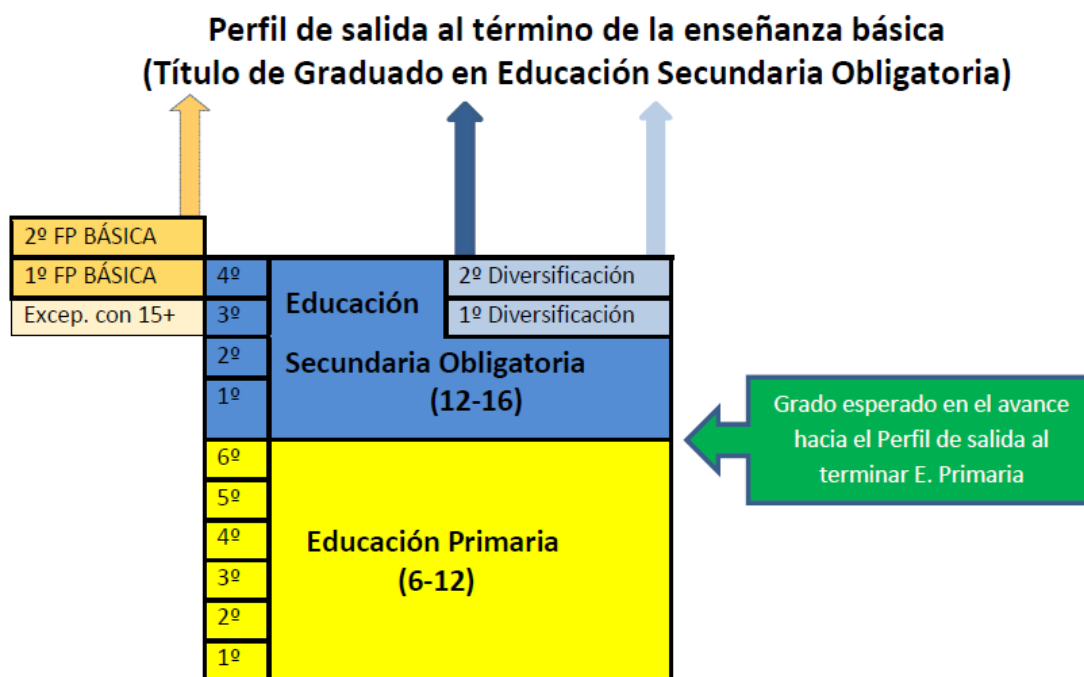 Perfil de salida al término de la enseñanza básica
(Título de Graduado en Educación Secundaria Obligatoria)
2º FP BÁSICA
1º FP BÁSICA
Excep. con 15+
4º
3º
2º
1º
Educación
Secundaria Obligatoria
(12-16)
2º Diversificación
1º Diversificación
Grado esperado en el avance
hacia el Perfil de salida al
terminar E. Primaria
6º
5º
4º
3º
2º
1º
Educación Primaria
(6-12)